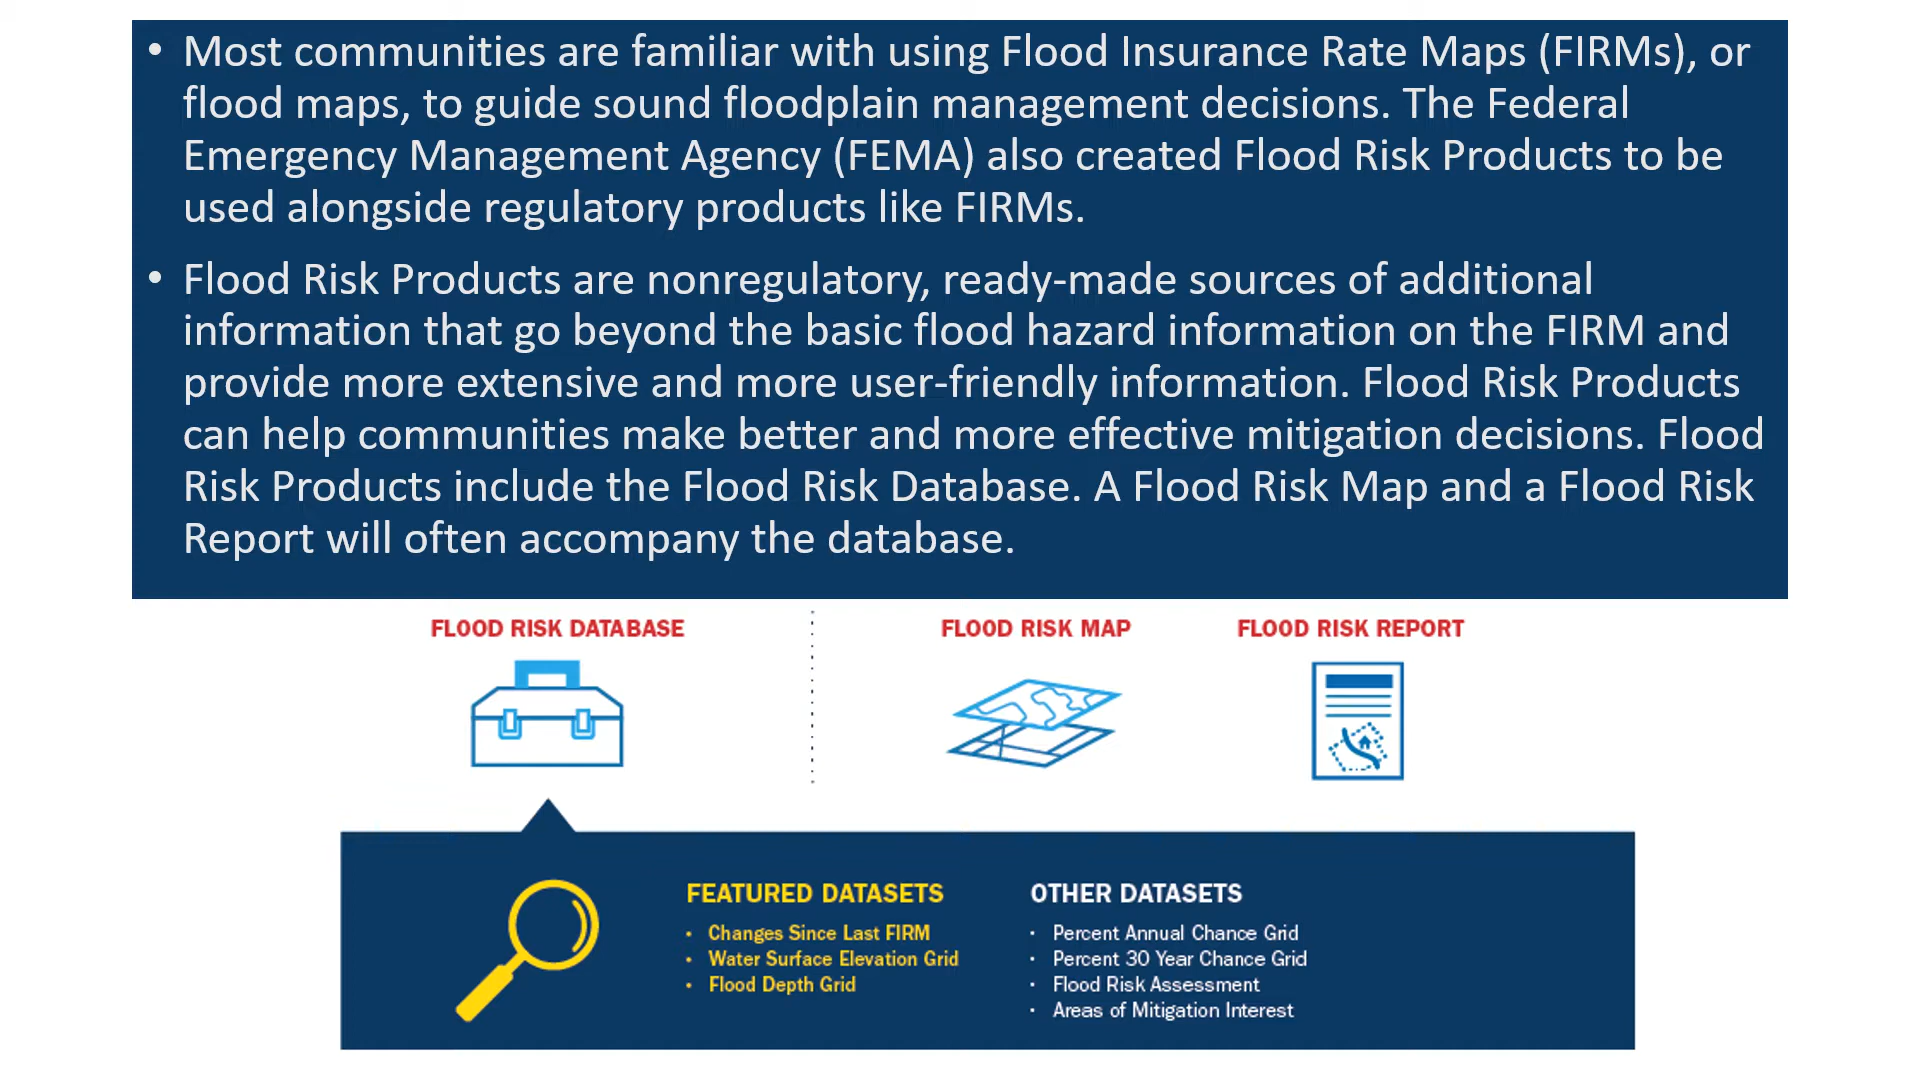 • Most communities are familiar with using Flood Insurance Rate Maps (FIRMs), or
flood maps, to guide sound floodplain management decisions. The Federal
Emergency Management Agency (FEMA) also created Flood Risk Products to be
used alongside regulatory products like FIRMs.
• Flood Risk Products are nonregulatory, ready-made sources of additional
information that go beyond the basic flood hazard information on the FIRM and
provide more extensive and more user-friendly information. Flood Risk Products
can help communities make better and more effective mitigation decisions. Flood
Risk Products include the Flood Risk Database. A Flood Risk Map and a Flood Risk
Report will often accompany the database.
FLOOD RISK DATABASE
FLOOD RISK MAP
FLOOD RISK REPORT
FEATURED DATASETS
• Changes Since Last FIRM
• Water Surface Elevation Grid
• Flood Depth Grid
OTHER DATASETS
• Percent Annual Chance Grid
• Percent 30 Year Chance Grid
• Flood Risk Assessment
• Areas of Mitigation Interest